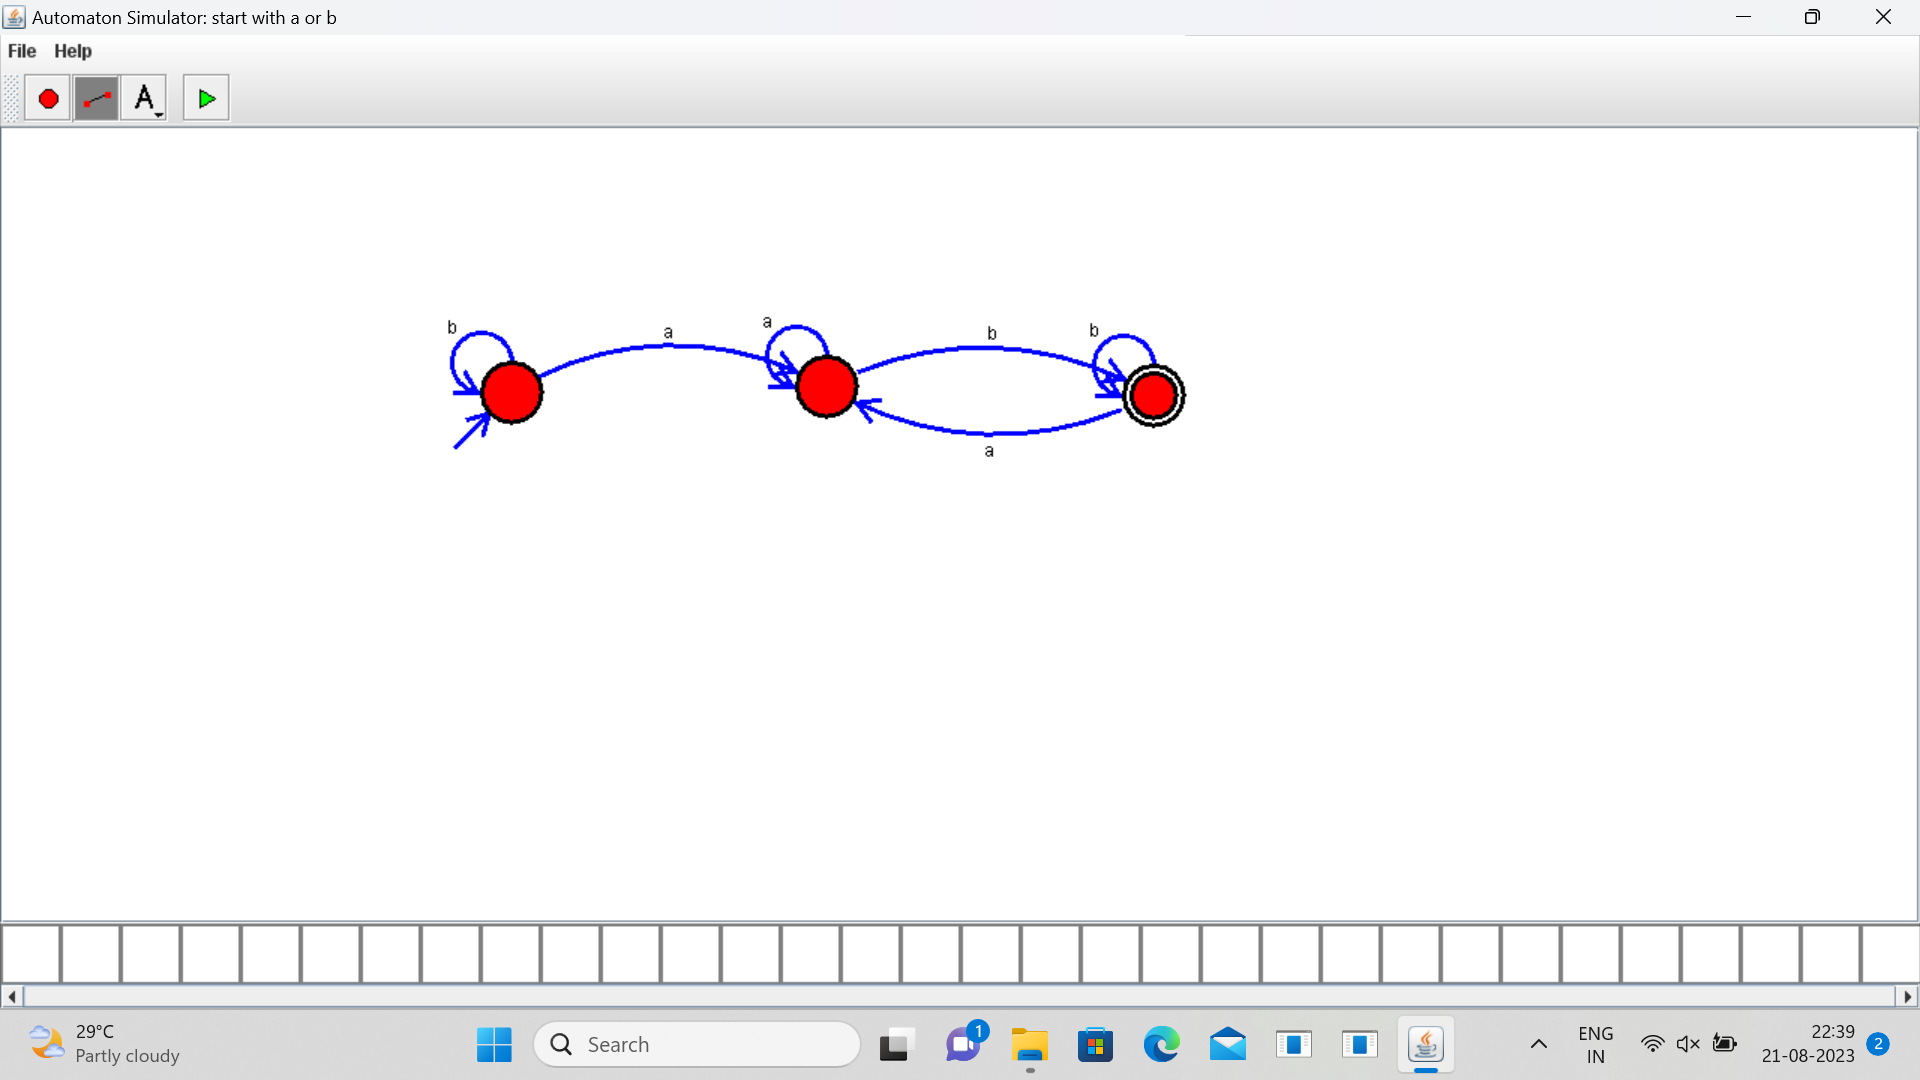 Automaton Simulator: start with a or b
File Help
A
b
a
a
b
b
a
29°C
Partly cloudy
Search
1
ENG
IN
22:39
21-08-2023
2